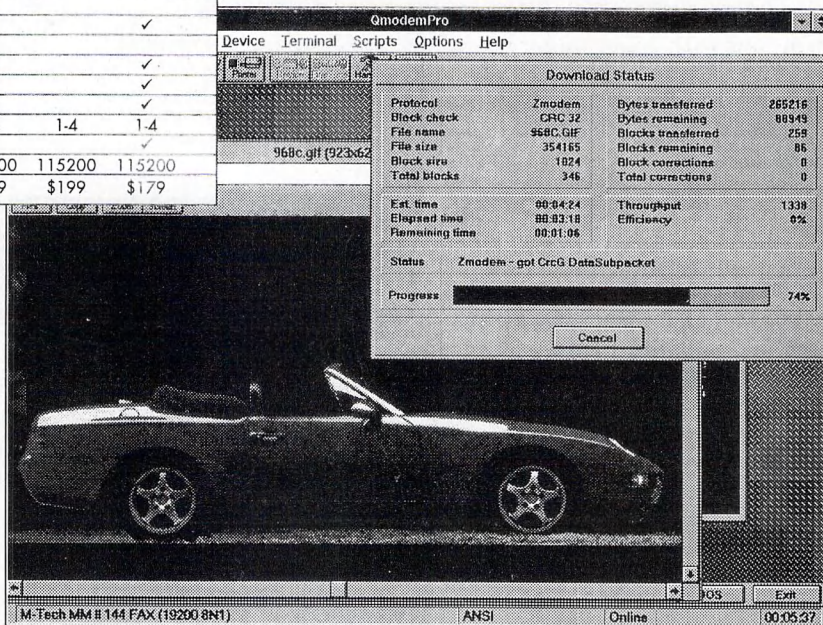 ✓
✓
✓
✓
1-4 1-4
✓
00 115200 115200
9 $199 $179
QmodemPro
Device Terminal Scripts Options Help
968c.gif (923x62
Download Status
Protocol Zmodem
Block check CRC 32
File name 968C.GIF
File size 354165
Block size 1024
Total blocks 346
Bytes transferred 265216
Bytes remaining 88949
Blocks transferred 259
Blocks remaining 86
Block corrections 0
Total corrections 0
Est. time 00:04:24
Elapsed time 00:03:18
Remaining time 00:01:06
Throughput 1338
Efficiency 0%
Status Zmodem - got CrcG DataSubpacket
Progress 74%
Cancel
DOS Exit
M-Tech MM # 144 FAX (19200 8N1) ANSI Online 00:05:37